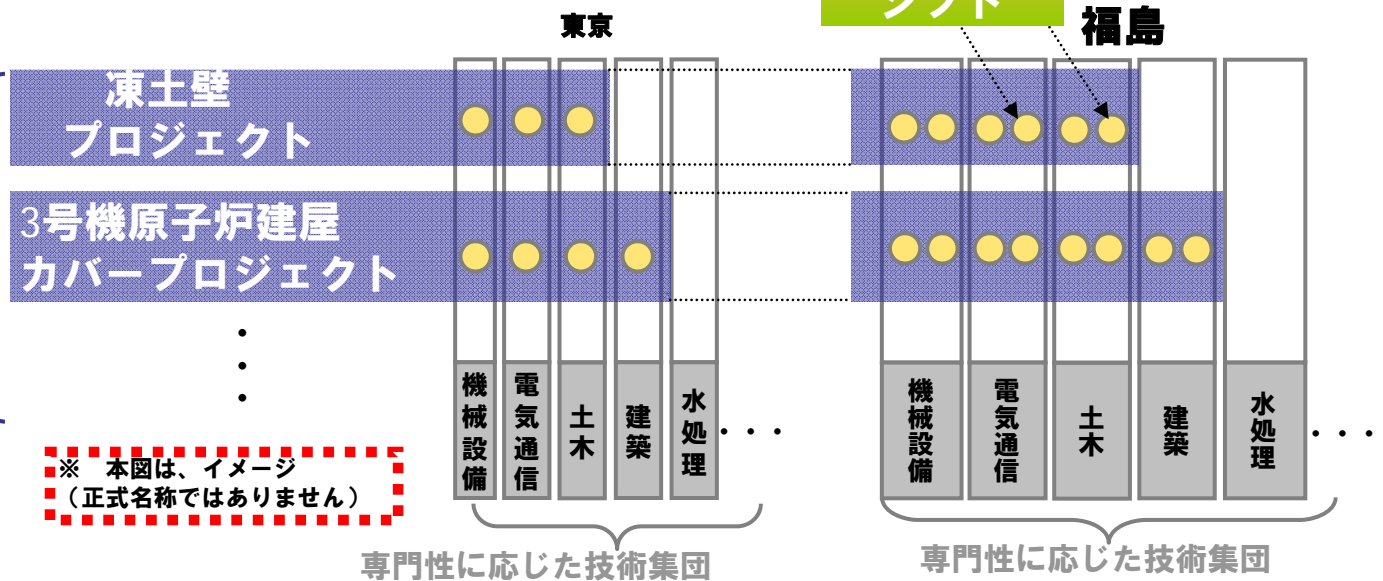 シフト
東京
福島
凍土壁
プロジェクト
3号機原子炉建屋
カバープロジェクト
・
・
・
機械設備
電気通信
土木
建築
水処理
・・・
機械設備
電気通信
土木
建築
水処理
・・・
※ 本図は、イメージ
（正式名称ではありません）
専門性に応じた技術集団
専門性に応じた技術集団